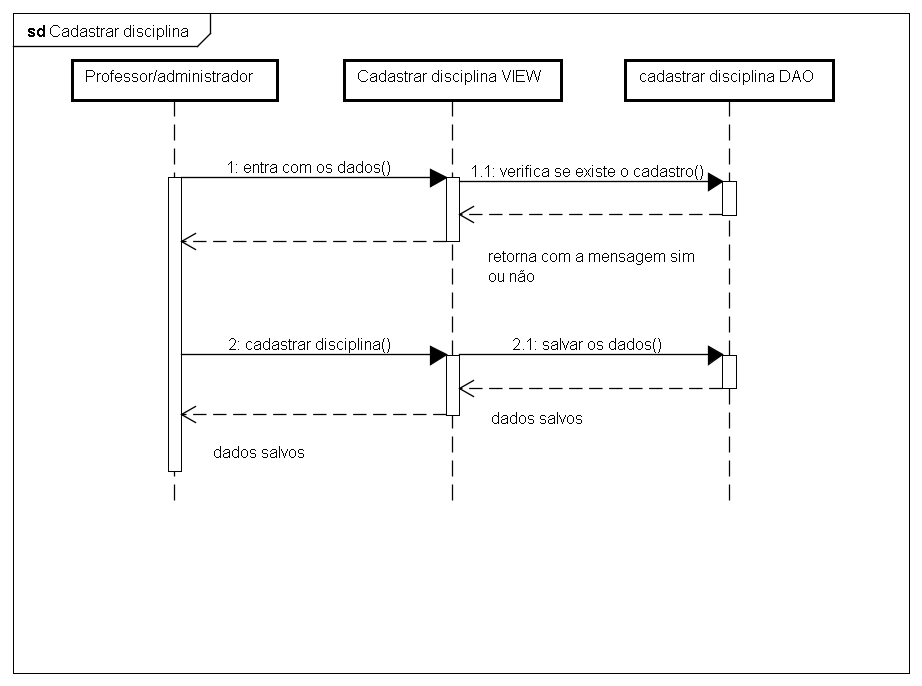 sd Cadastrar disciplina
Professor/administrador
Cadastrar disciplina VIEW
cadastrar disciplina DAO
1: entra com os dados()
1.1: verifica se existe o cadastro()
retorna com a mensagem sim
ou não
2: cadastrar disciplina()
2.1: salvar os dados()
dados salvos
dados salvos